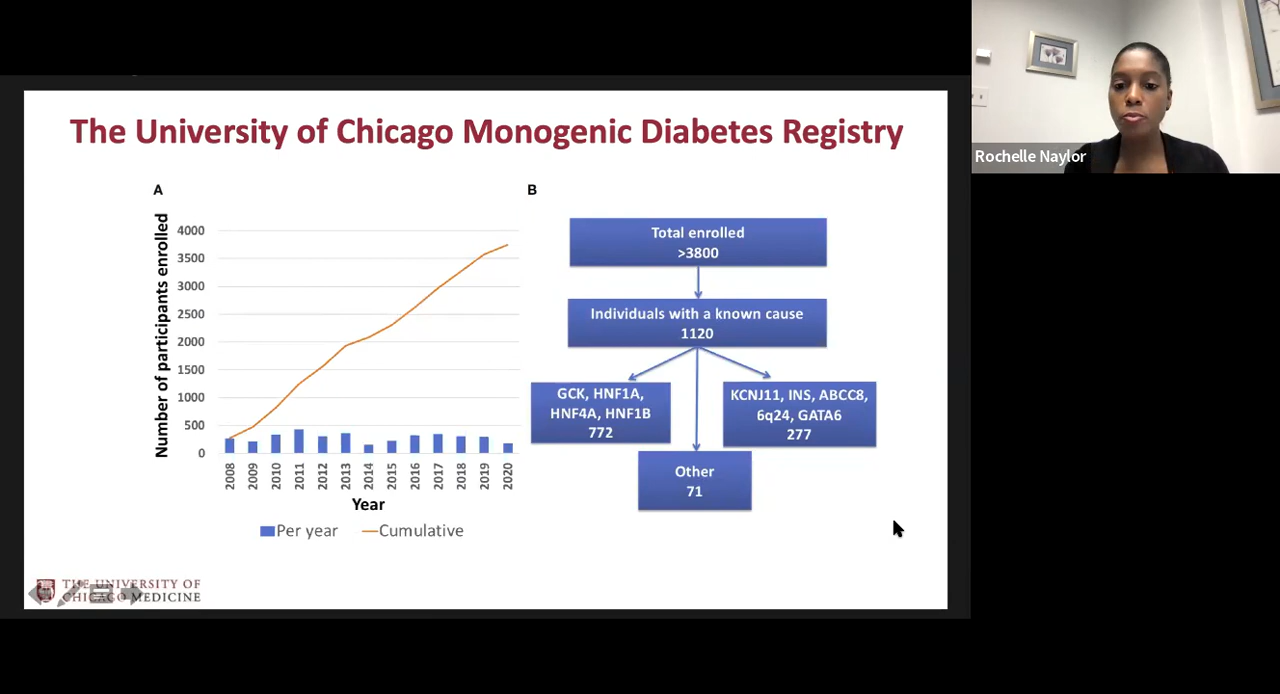 The University of Chicago Monogenic Diabetes Registry
Rochelle Naylor
A
Number of participants enrolled
4000
3500
3000
2500
2000
1500
1000
500
0
2008
2009
2010
2011
2012
2013
2014
2015
2016
2017
2018
2019
2020
Year
Per year
Cumulative
B
Total enrolled
>3800
Individuals with a known cause
1120
GCK, HNF1A,
HNF4A, HNF1B
772
KCNJ11, INS, ABCC8,
6q24, GATA6
277
Other
71
THE UNIVERSITY OF
CHICAGO MEDICINE